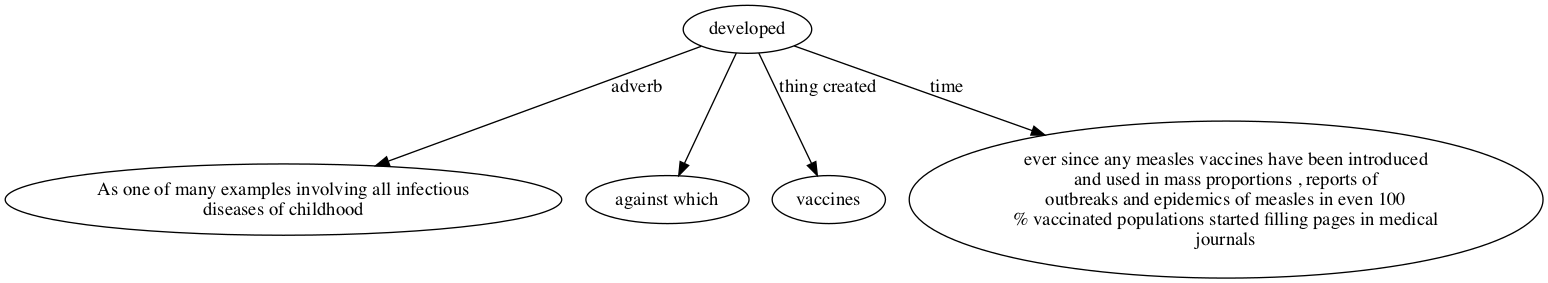 developed
adverb
thing created
time
As one of many examples involving all infectious
diseases of childhood
against which
vaccines
ever since any measles vaccines have been introduced
and used in mass proportions , reports of
outbreaks and epidemics of measles in even 100
% vaccinated populations started filling pages in medical
journals